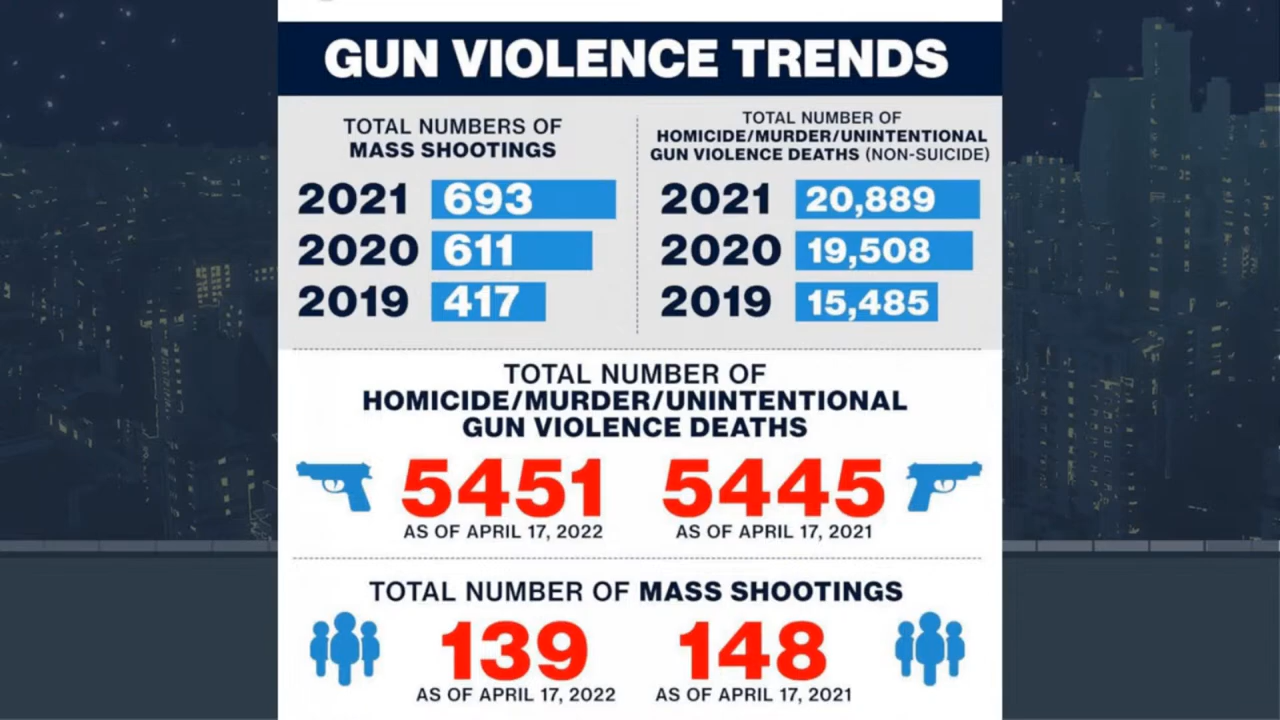 GUN VIOLENCE TRENDS
TOTAL NUMBERS OF
MASS SHOOTINGS
2021 693
2020 611
2019 417
TOTAL NUMBER OF
HOMICIDE/MURDER/UNINTENTIONAL
GUN VIOLENCE DEATHS (NON-SUICIDE)
2021 20,889
2020 19,508
2019 15,485
TOTAL NUMBER OF
HOMICIDE/MURDER/UNINTENTIONAL
GUN VIOLENCE DEATHS
5451 5445
AS OF APRIL 17, 2022 AS OF APRIL 17, 2021
TOTAL NUMBER OF MASS SHOOTINGS
139 148
AS OF APRIL 17, 2022 AS OF APRIL 17, 2021